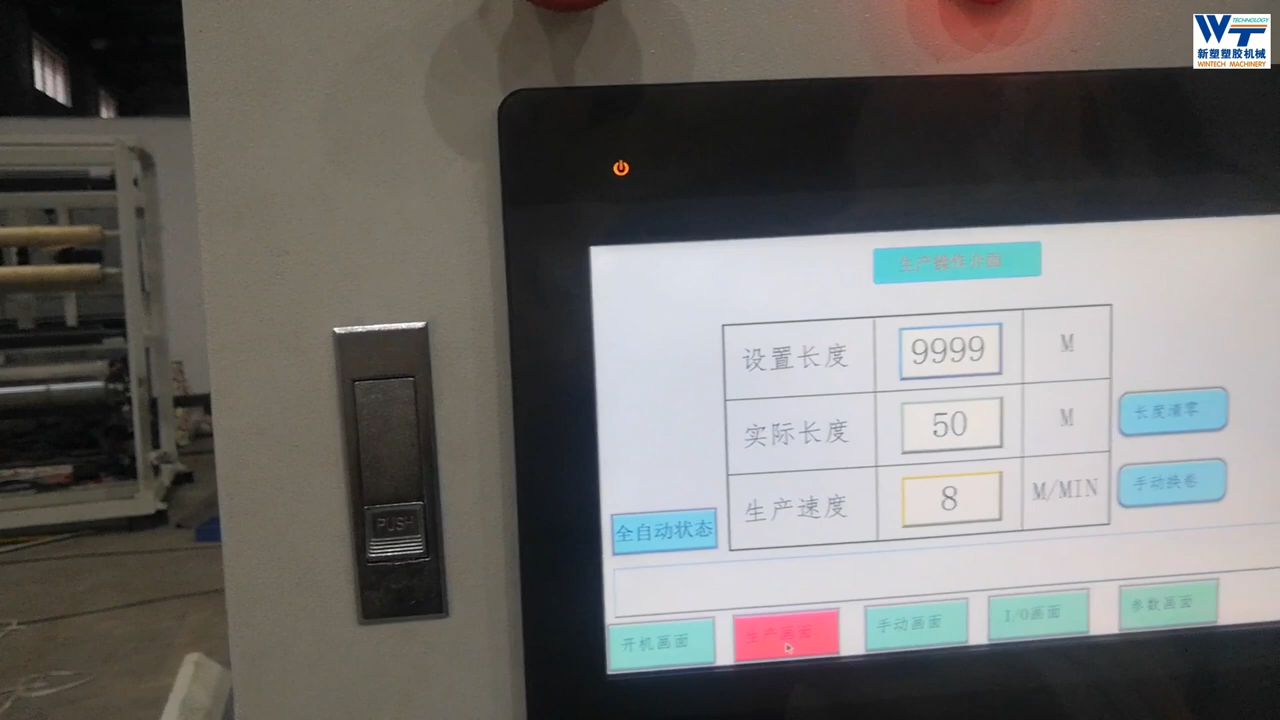 WT
TECHNOLOGY
新塑塑胶机械
WINTECH MACHINERY
生产操作介面
设置长度 9999 M
实际长度 50 M
长度清零
生产速度 8 M/MIN
手动换卷
全自动状态
PUSH
开机画面 生产画面 手动画面 I/O画面 参数画面